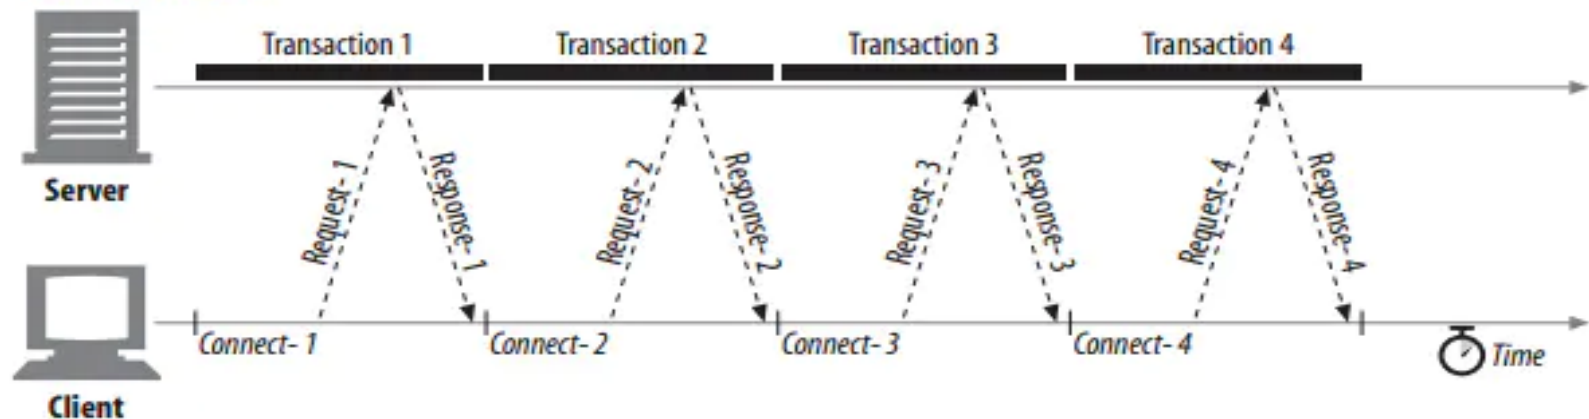 Transaction 1
Transaction 2
Transaction 3
Transaction 4
Server
Request-1
Response-1
Request-2
Response-2
Request-3
Response-3
Request-4
Response-4
Connect-1
Connect-2
Connect-3
Connect-4
Time
Client